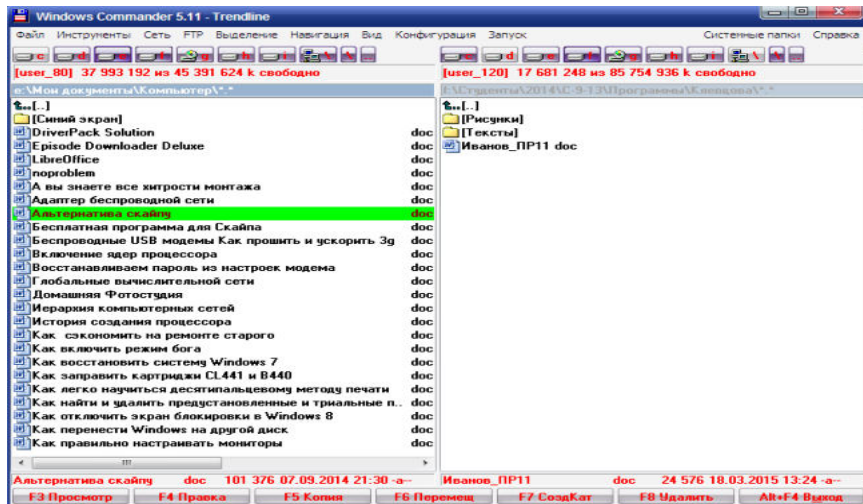 Windows Commander 5.11 - Trendline
Файл Инструменты Сеть FTP Выделение Навигация Вид Конфигурация Запуск Системные папки Справка
c d e f g h i \ c d e f g h i \
[user_80] 37 993 192 из 45 391 624 k свободно [user_120] 17 681 248 из 85 754 936 k свободно
e:\Мои документы\Компьютер\*.* f:\Студенты\2014\С-9-13\Программы\Клевцова\*.*
[..]
[Синий экран]
DriverPack Solution doc
Episode Downloader Deluxe doc
LibreOffice doc
noproblem doc
А вы знаете все хитрости монтажа doc
Адаптер беспроводной сети doc
Альтернатива скайпу doc
Бесплатная программа для Скайпа doc
Беспроводные USB модемы Как прошить и ускорить 3g doc
Включение ядер процессора doc
Восстанавливаем пароль из настроек модема doc
Глобальные вычислительной сети doc
Домашняя Фотостудия doc
Иерархия компьютерных сетей doc
История создания процессора doc
Как сэкономить на ремонте старого doc
Как включить режим бога doc
Как восстановить систему Windows 7 doc
Как заправить картриджи CL441 и B440 doc
Как легко научиться десятипальцевому методу печати doc
Как найти и удалить предустановленные и триальные п.. doc
Как отключить экран блокировки в Windows 8 doc
Как перенести Windows на другой диск doc
Как правильно настраивать мониторы doc
[..]
[Рисунки]
[Тексты]
Иванов_ПР11 doc
Альтернатива скайпу doc 101 376 07.09.2014 21:30 -a-- Иванов_ПР11 doc 24 576 18.03.2015 13:24 -a--
F3 Просмотр F4 Правка F5 Копия F6 Перемещ F7 СоздКат F8 Удалить Alt+F4 Выход